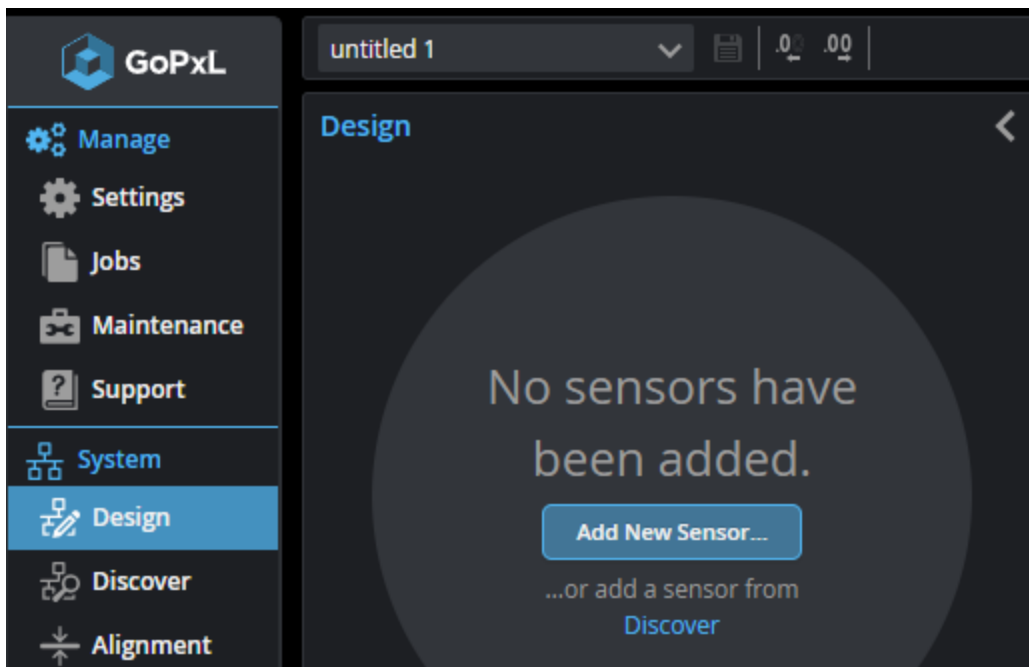 GoPxL
Manage
Settings
Jobs
Maintenance
Support
System
Design
Discover
Alignment
untitled 1
.00 .00
Design
No sensors have
been added.
Add New Sensor...
...or add a sensor from
Discover